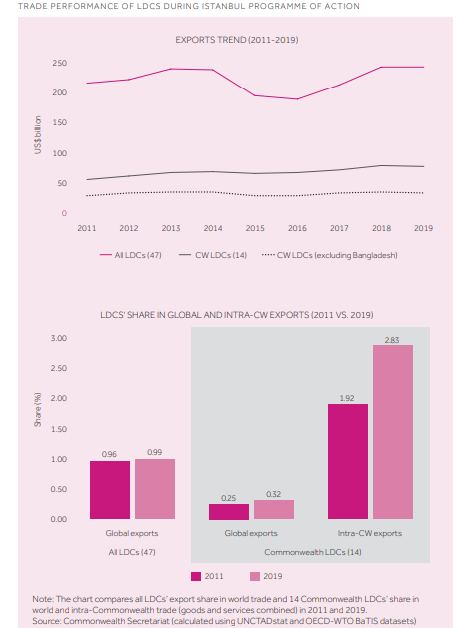 TRADE PERFORMANCE OF LDCS DURING ISTANBUL PROGRAMME OF ACTION
EXPORTS TREND (2011-2019)
US$ billion
250
200
150
100
50
0
2011 2012 2013 2014 2015 2016 2017 2018 2019
All LDCs (47) CW LDCs (14) CW LDCs (excluding Bangladesh)
LDCS' SHARE IN GLOBAL AND INTRA-CW EXPORTS (2011 VS. 2019)
Share (%)
3.00
2.50
2.00
1.50
1.00
0.50
0.00
0.96 0.99 0.25 0.32 1.92 2.83
Global exports Global exports Intra-CW exports
All LDCs (47) Commonwealth LDCs (14)
2011 2019
Note: The chart compares all LDCs' export share in world trade and 14 Commonwealth LDCs' share in
world and intra-Commonwealth trade (goods and services combined) in 2011 and 2019.
Source: Commonwealth Secretariat (calculated using UNCTADstat and OECD-WTO BaTIS datasets)